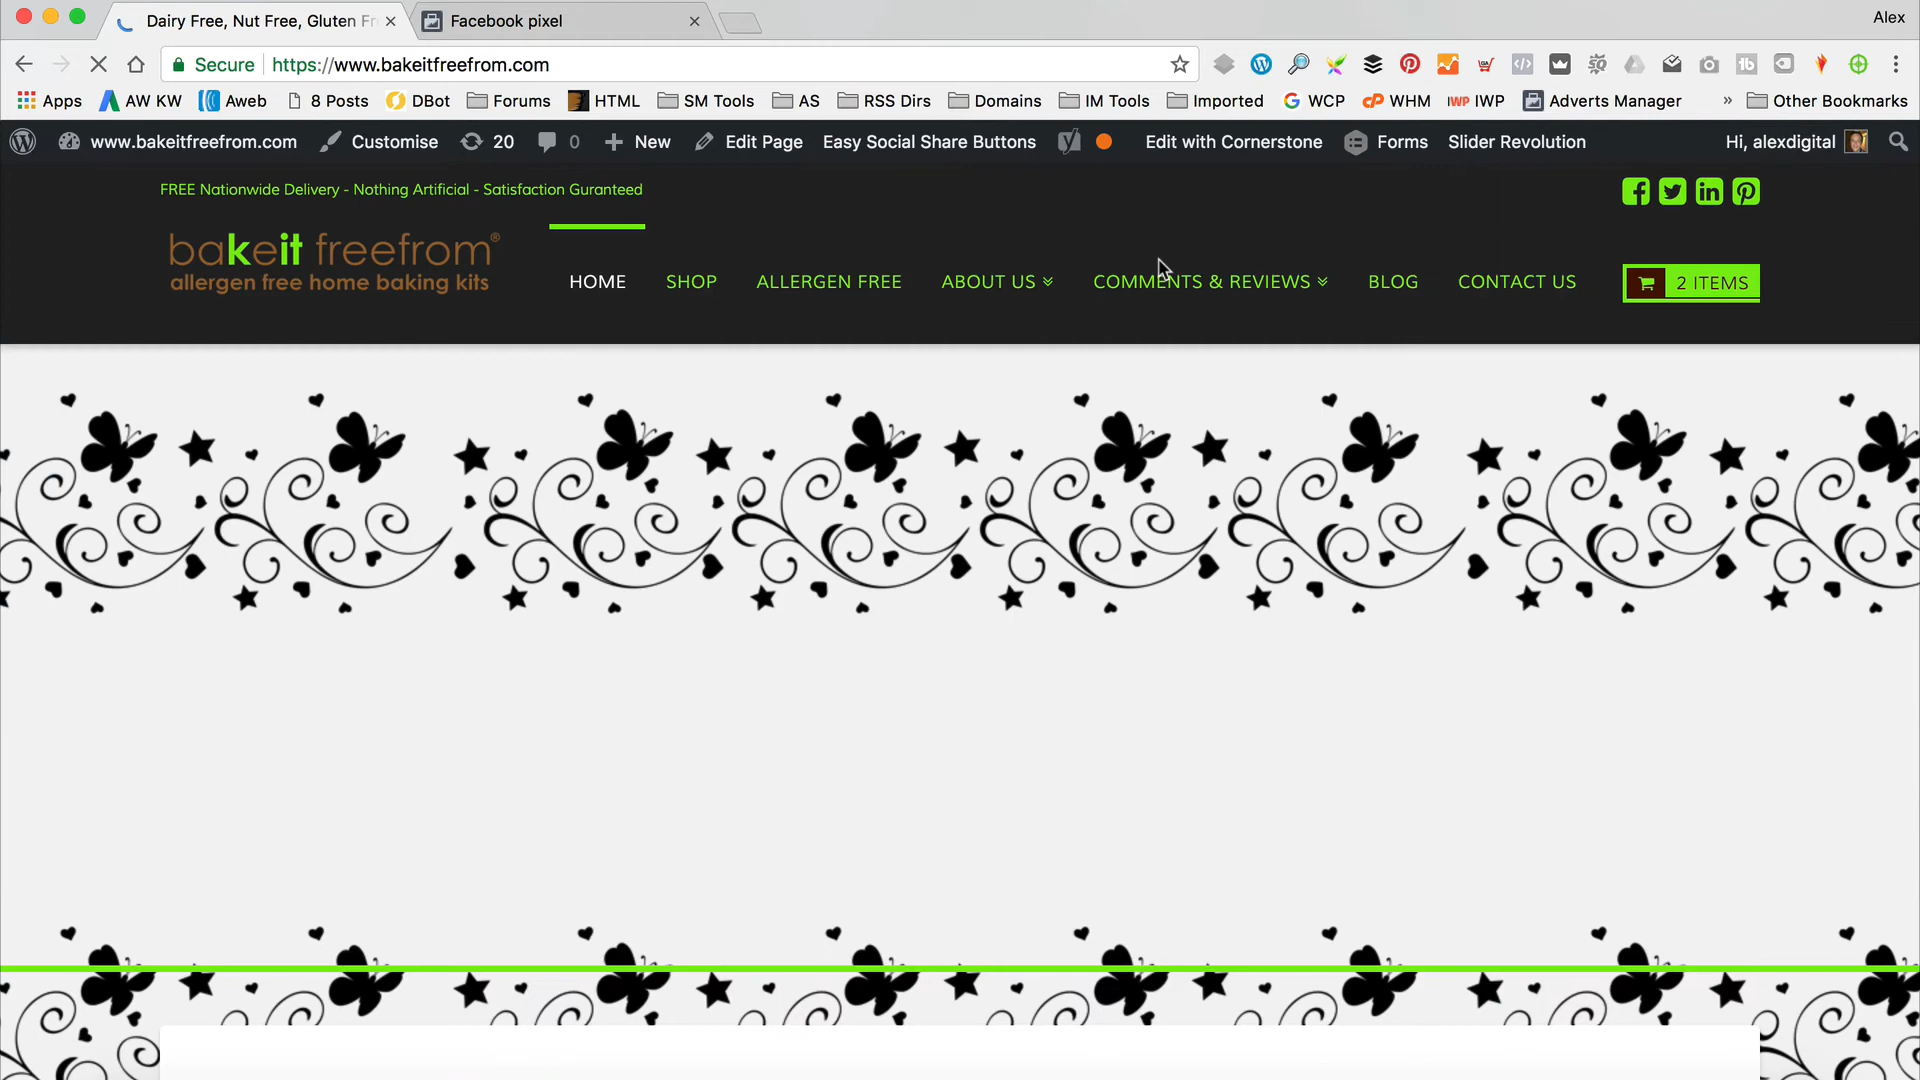 Dairy Free, Nut Free, Gluten Fr
Facebook pixel
Alex
Secure https://www.bakeitfreefrom.com
Apps AW KW Aweb 8 Posts DBot Forums HTML SM Tools AS RSS Dirs Domains IM Tools Imported WCP WHM IWP IWP Adverts Manager » Other Bookmarks
www.bakeitfreefrom.com Customise 20 0 New Edit Page Easy Social Share Buttons Edit with Cornerstone Forms Slider Revolution Hi, alexdigital
FREE Nationwide Delivery - Nothing Artificial - Satisfaction Guranteed
bakeit freefrom®
allergen free home baking kits
HOME SHOP ALLERGEN FREE ABOUT US COMMENTS & REVIEWS BLOG CONTACT US 2 ITEMS